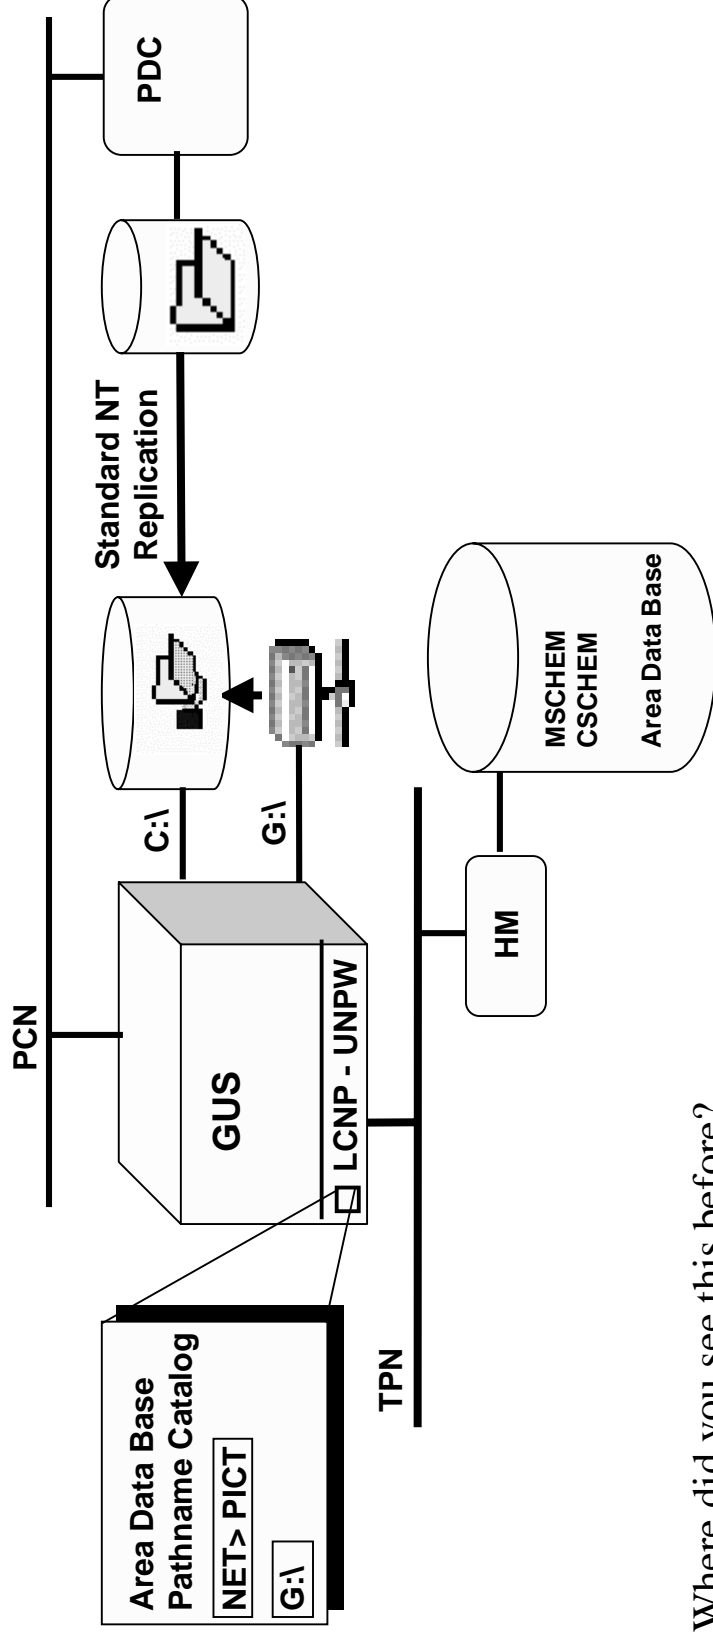 PCN
PDC
Standard NT
Replication
C:\
G:\
GUS
LCNP - UNPW
Area Data Base
Pathname Catalog
NET> PICT
G:\
TPN
HM
MSCHEM
CSCHEM
Area Data Base
Where did you see this before?